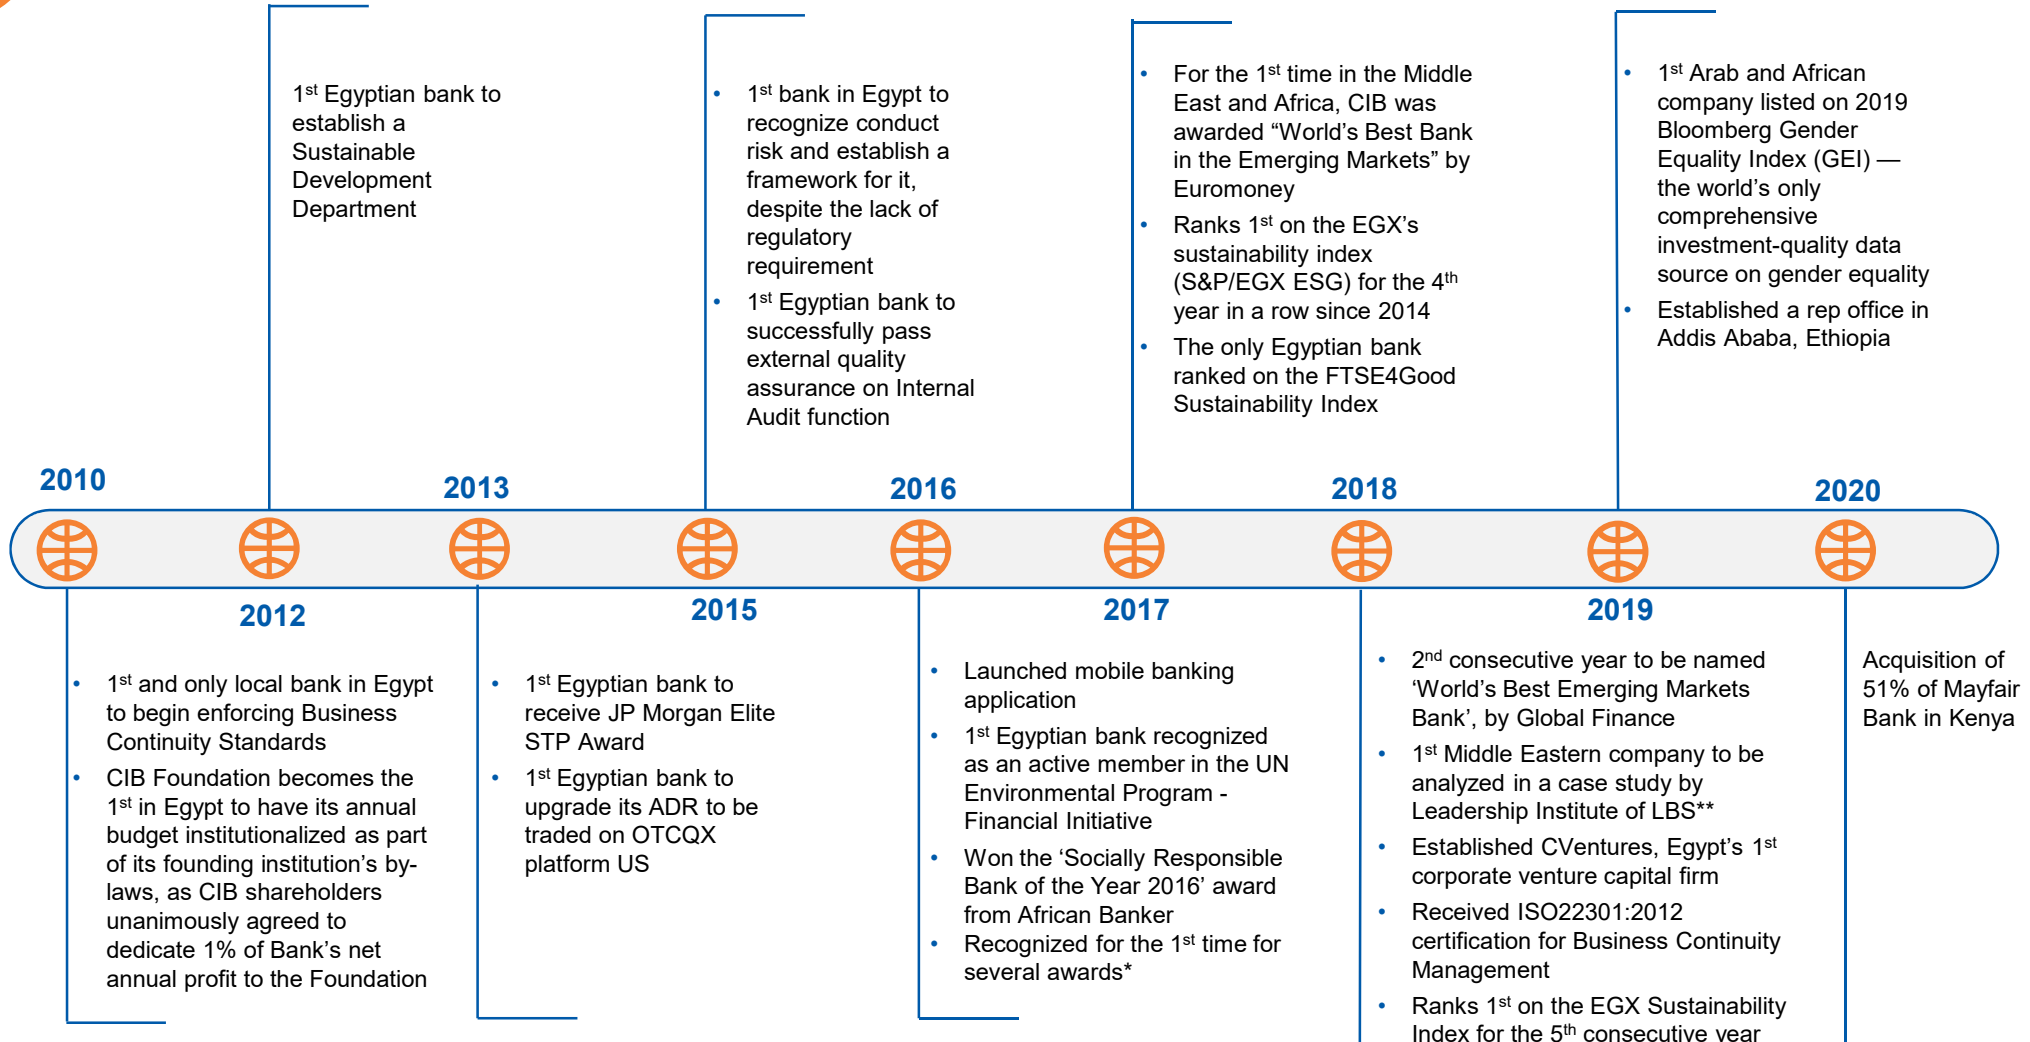 1st Egyptian bank to
establish a
Sustainable
Development
Department
• 1st bank in Egypt to
recognize conduct
risk and establish a
framework for it,
despite the lack of
regulatory
requirement
• 1st Egyptian bank to
successfully pass
external quality
assurance on Internal
Audit function
• For the 1st time in the Middle
East and Africa, CIB was
awarded “World’s Best Bank
in the Emerging Markets” by
Euromoney
• Ranks 1st on the EGX’s
sustainability index
(S&P/EGX ESG) for the 4th
year in a row since 2014
• The only Egyptian bank
ranked on the FTSE4Good
Sustainability Index
• 1st Arab and African
company listed on 2019
Bloomberg Gender
Equality Index (GEI) —
the world’s only
comprehensive
investment-quality data
source on gender equality
• Established a rep office in
Addis Ababa, Ethiopia
2010
2013
2016
2018
2020
2012
2015
2017
2019
• 1st and only local bank in Egypt
to begin enforcing Business
Continuity Standards
• CIB Foundation becomes the
1st in Egypt to have its annual
budget institutionalized as part
of its founding institution’s by-
laws, as CIB shareholders
unanimously agreed to
dedicate 1% of Bank’s net
annual profit to the Foundation
• 1st Egyptian bank to
receive JP Morgan Elite
STP Award
• 1st Egyptian bank to
upgrade its ADR to be
traded on OTCQX
platform US
• Launched mobile banking
application
• 1st Egyptian bank recognized
as an active member in the UN
Environmental Program -
Financial Initiative
• Won the ‘Socially Responsible
Bank of the Year 2016’ award
from African Banker
• Recognized for the 1st time for
several awards*
• 2nd consecutive year to be named
‘World’s Best Emerging Markets
Bank’, by Global Finance
• 1st Middle Eastern company to be
analyzed in a case study by
Leadership Institute of LBS**
• Established CVentures, Egypt’s 1st
corporate venture capital firm
• Received ISO22301:2012
certification for Business Continuity
Management
• Ranks 1st on the EGX Sustainability
Index for the 5th consecutive year
Acquisition of
51% of Mayfair
Bank in Kenya